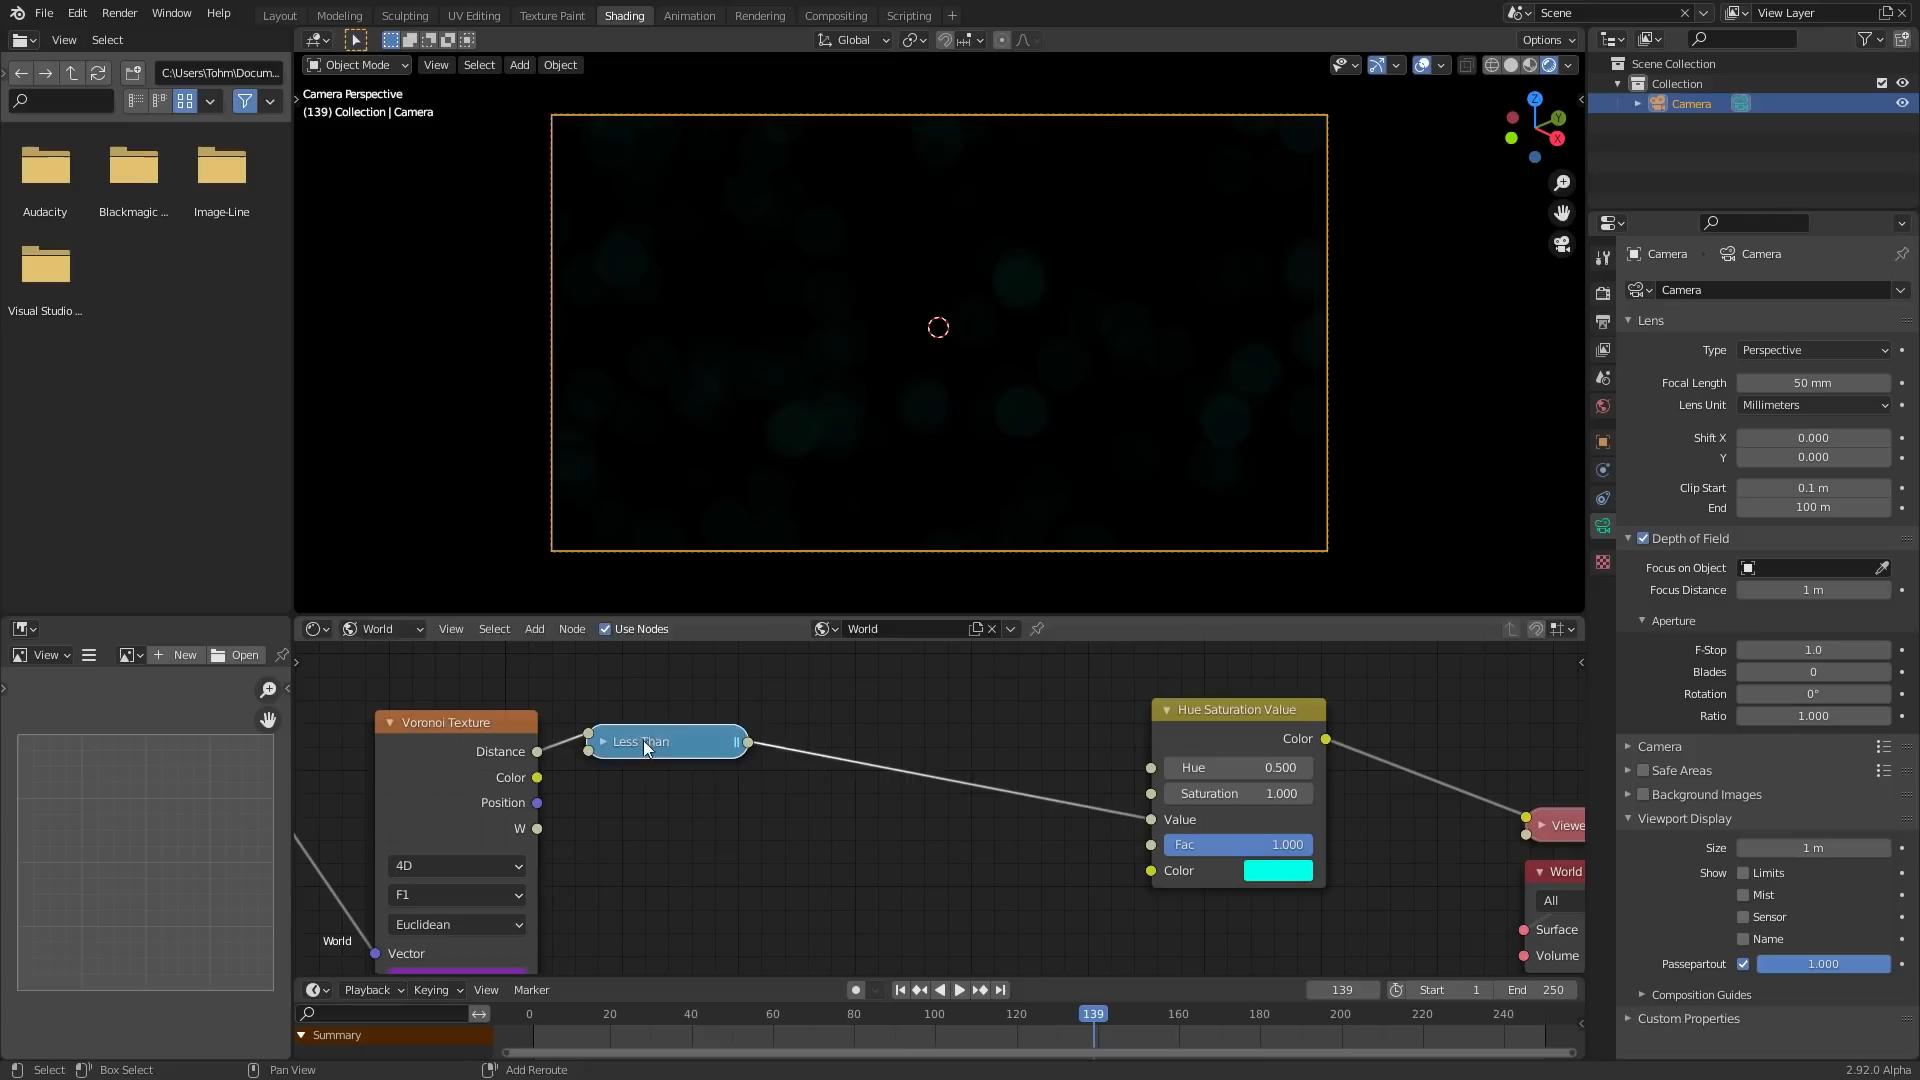 File Edit Render Window Help
Layout Modeling Sculpting UV Editing Texture Paint Shading Animation Rendering Compositing Scripting
Scene
View Layer
View Select
Global
Options
C:\Users\Tohm\Docum...
Object Mode View Select Add Object
Camera Perspective
(139) Collection | Camera
Z
Y
X
Audacity
Blackmagic ...
Image-Line
Visual Studio ...
Scene Collection
Collection
Camera
Camera Camera
Camera
Lens
Type Perspective
Focal Length 50 mm
Lens Unit Millimeters
Shift X 0.000
Y 0.000
Clip Start 0.1 m
End 100 m
Depth of Field
Focus on Object
Focus Distance 1 m
Aperture
F-Stop 1.0
Blades 0
Rotation 0°
Ratio 1.000
Camera
Safe Areas
Background Images
Viewport Display
Size 1 m
Show Limits
Mist
Sensor
Name
Passepartout 1.000
Composition Guides
Custom Properties
View New Open
World View Select Add Node Use Nodes
World
Voronoi Texture
Distance
Color
Position
W
4D
F1
Euclidean
Vector
World
Less Than
Hue Saturation Value
Color
Hue 0.500
Saturation 1.000
Value
Fac 1.000
Color
Viewe
World
All
Surface
Volume
Playback Keying View Marker
139
Start 1
End 250
0 20 40 60 80 100 120 139 160 180 200 220 240
Summary
Select Box Select Pan View Add Reroute
2.92.0 Alpha